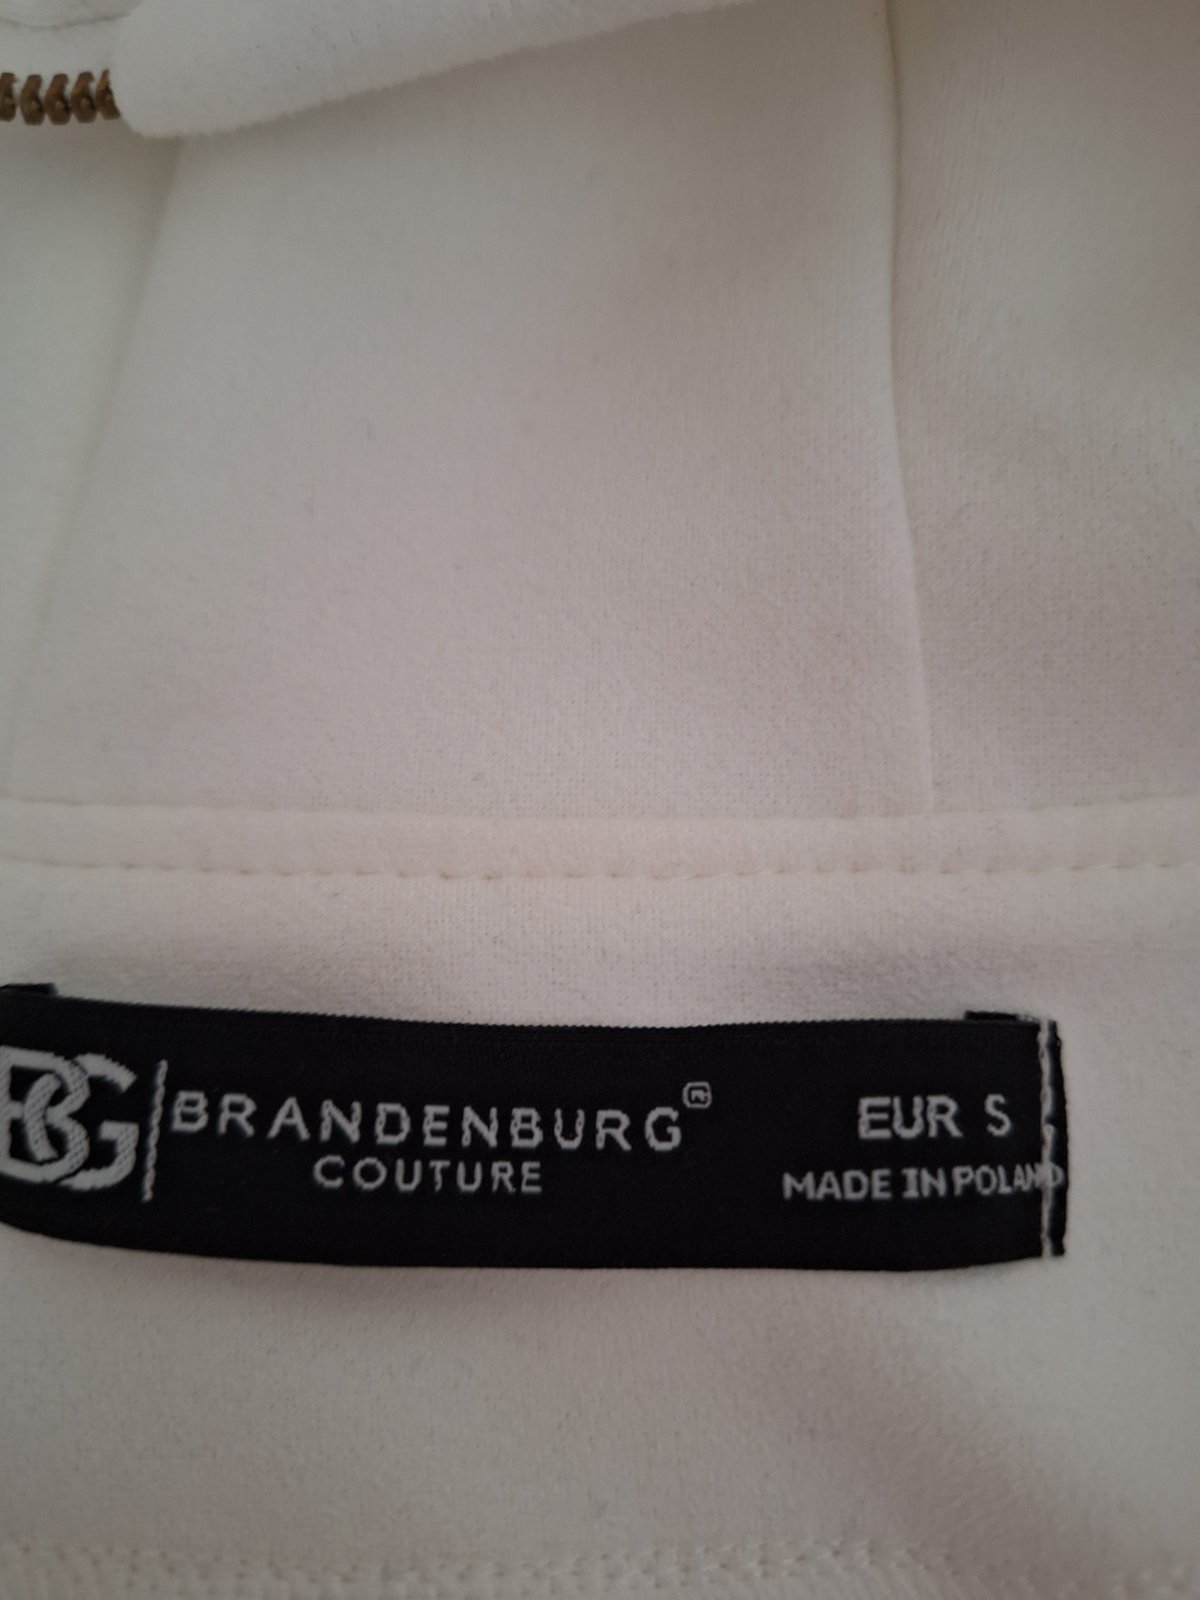 BG
BRANDENBURG®
COUTURE
EUR S
MADE IN POLAND